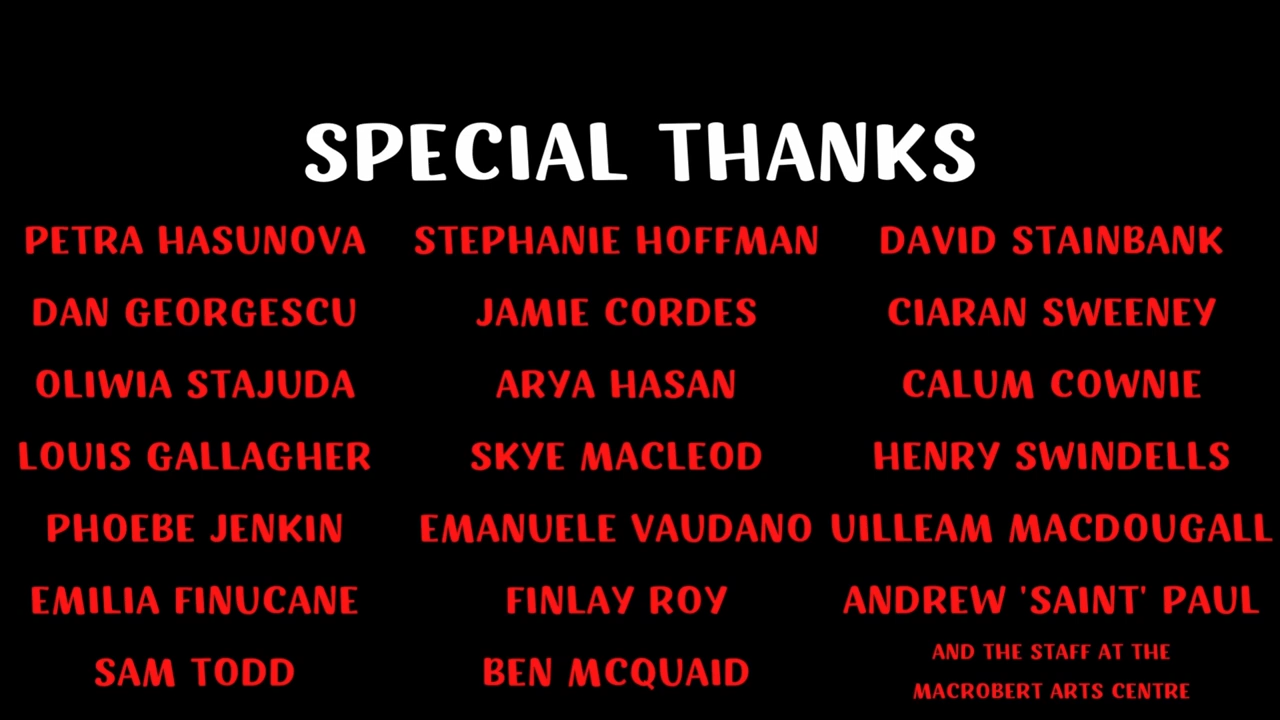 SPECIAL THANKS
PETRA HASUNOVA STEPHANIE HOFFMAN DAVID STAINBANK
DAN GEORGESCU JAMIE CORDES CIARAN SWEENEY
OLIWIA STAJUDA ARYA HASAN CALUM COWNIE
LOUIS GALLAGHER SKYE MACLEOD HENRY SWINDELLS
PHOEBE JENKIN EMANUELE VAUDANO UILLEAM MACDOUGALL
EMILIA FINUCANE FINLAY ROY ANDREW 'SAINT' PAUL
SAM TODD BEN MCQUAID AND THE STAFF AT THE
MACROBERT ARTS CENTRE